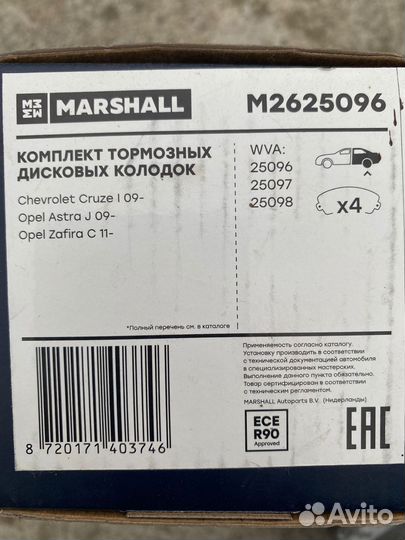 MARSHALL
M2625096
КОМПЛЕКТ ТОРМОЗНЫХ
ДИСКОВЫХ КОЛОДОК
Chevrolet Cruze I 09-
Opel Astra J 09-
Opel Zafira C 11-
WVA:
25096
25097
25098
x4
*Полный перечень см. в каталоге
Применяемость согласно каталогу.
Установку производить в соответствии
с технической документацией автомобиля
в специализированных мастерских.
Выполнение данного пункта обязательно.
Товар сертифицирован в соответствии
с техническим регламентом.
MARSHALL Autoparts B.V. (Нидерланды)
8 720171 403746
ECE
R90
Approved
EAC
Avito